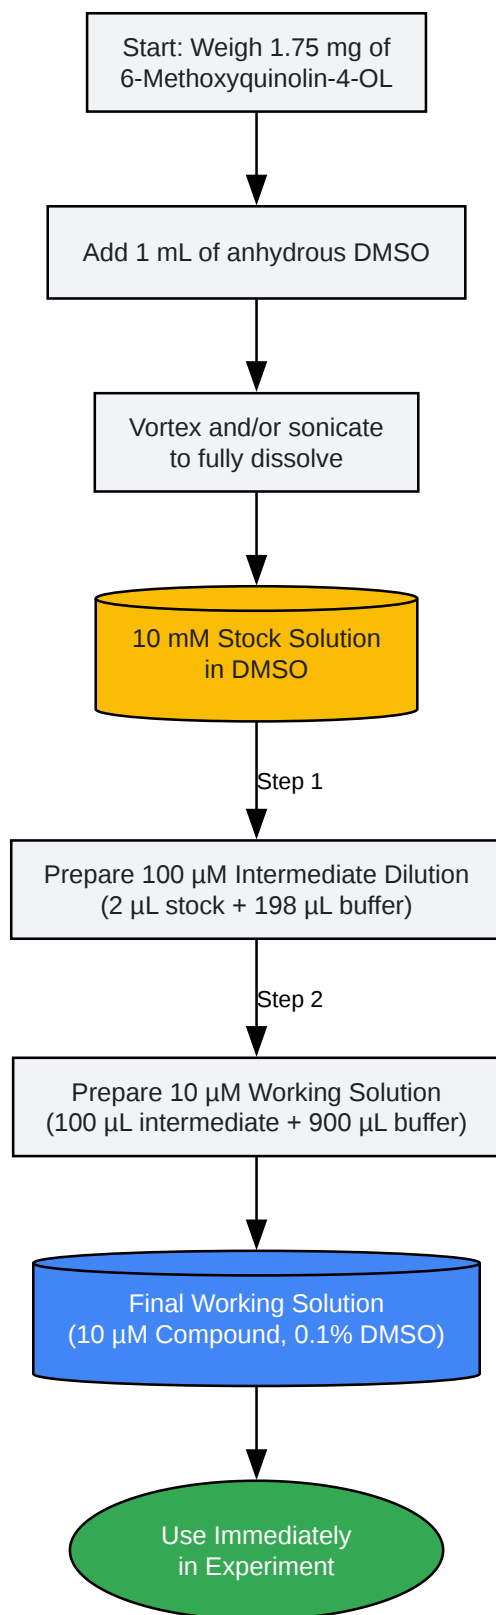 Start: Weigh 1.75 mg of
6-Methoxyquinolin-4-OL
Add 1 mL of anhydrous DMSO
Vortex and/or sonicate
to fully dissolve
10 mM Stock Solution
in DMSO
Step 1
Prepare 100 µM Intermediate Dilution
(2 µL stock + 198 µL buffer)
Step 2
Prepare 10 µM Working Solution
(100 µL intermediate + 900 µL buffer)
Final Working Solution
(10 µM Compound, 0.1% DMSO)
Use Immediately
in Experiment